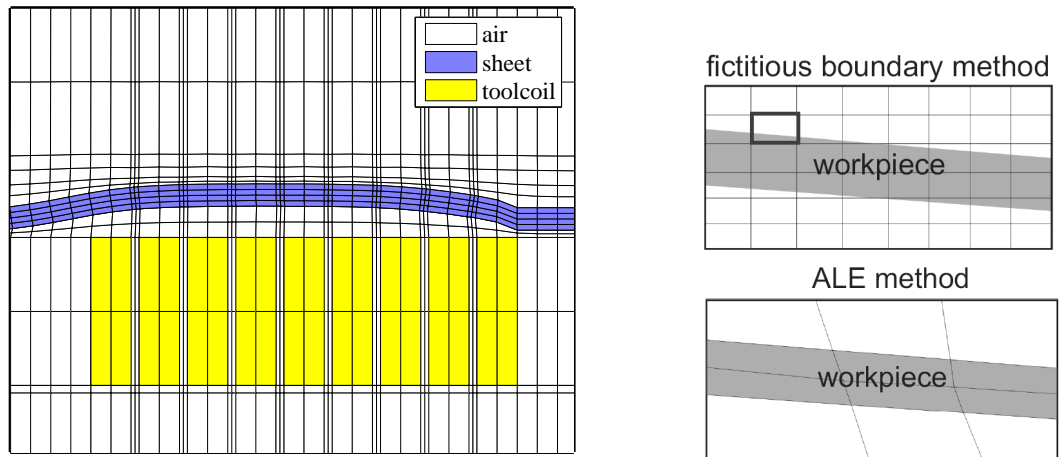 air
sheet
toolcoil
fictitious boundary method
workpiece
ALE method
workpiece